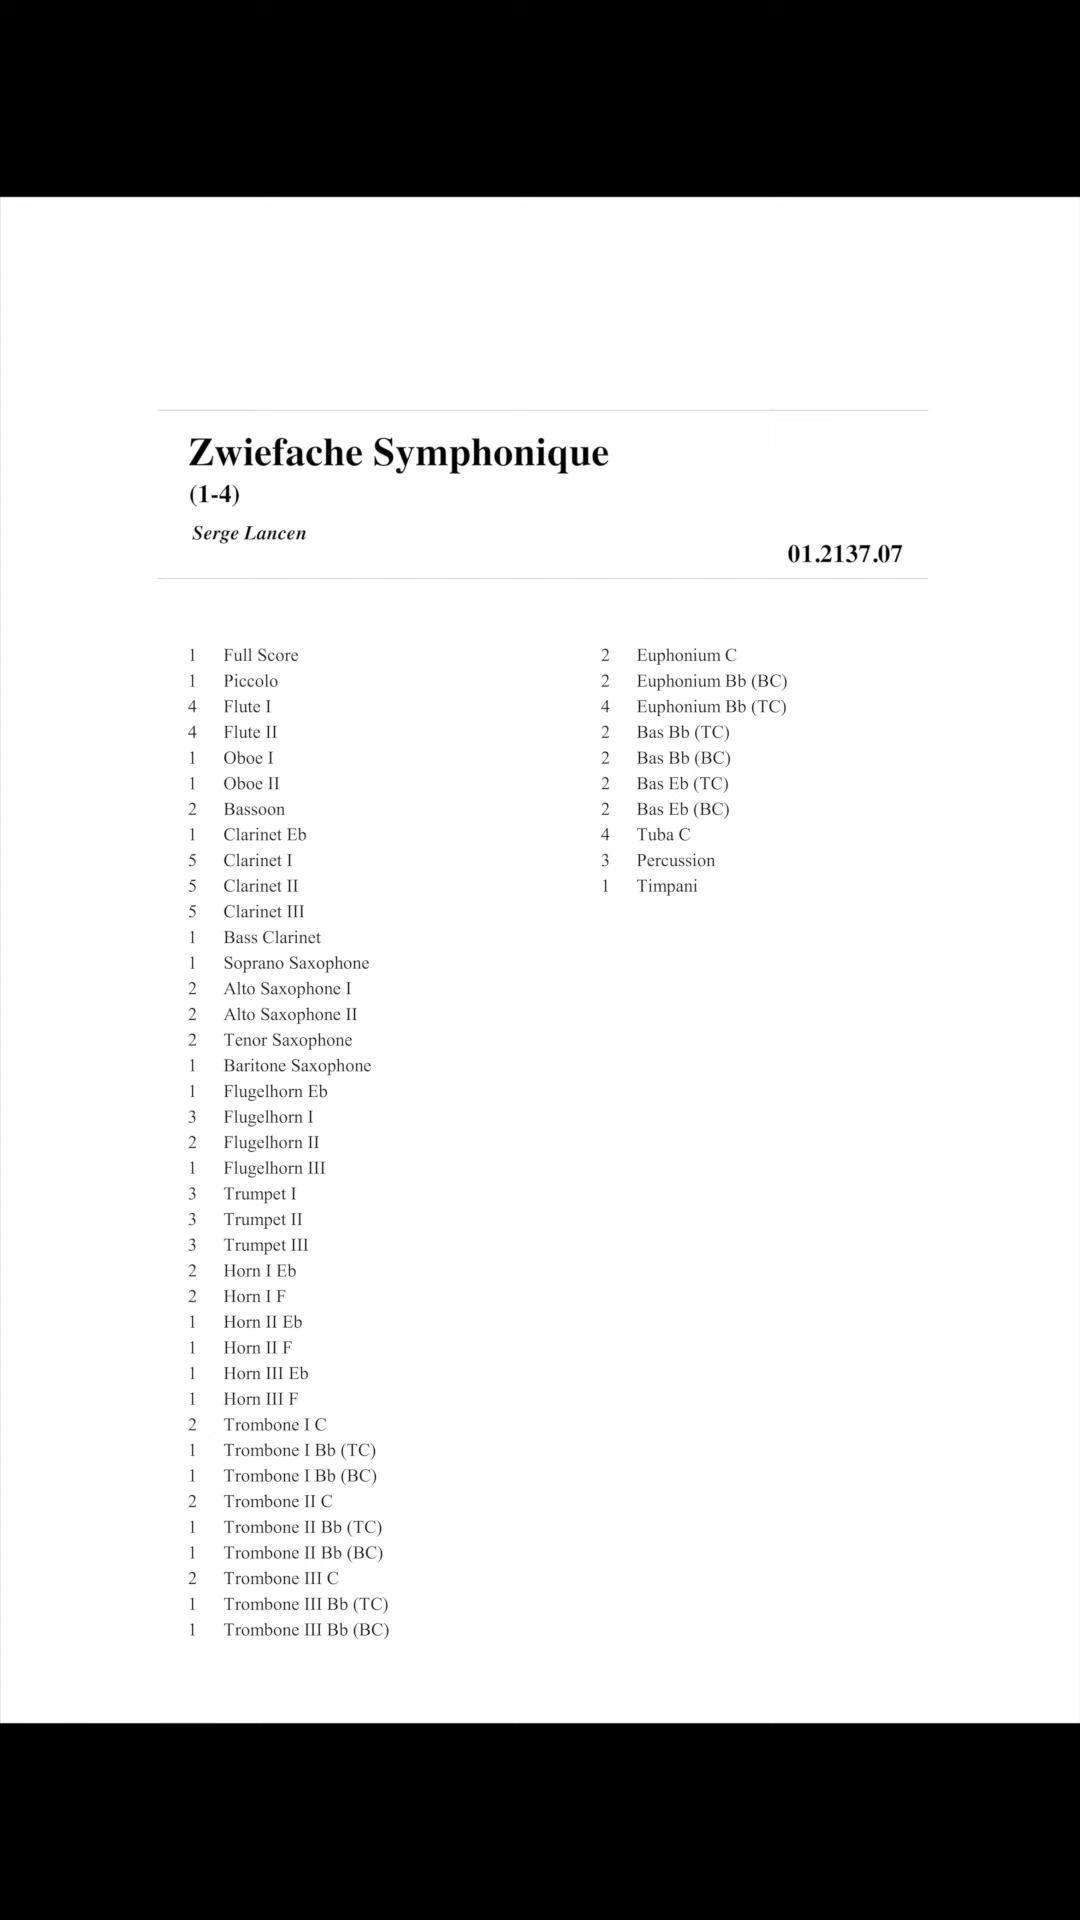 Zwiefache Symphonique
(1-4)
Serge Lancen
01.2137.07
1 Full Score
1 Piccolo
4 Flute I
4 Flute II
1 Oboe I
1 Oboe II
2 Bassoon
1 Clarinet Eb
5 Clarinet I
5 Clarinet II
5 Clarinet III
1 Bass Clarinet
1 Soprano Saxophone
2 Alto Saxophone I
2 Alto Saxophone II
2 Tenor Saxophone
1 Baritone Saxophone
1 Flugelhorn Eb
3 Flugelhorn I
2 Flugelhorn II
1 Flugelhorn III
3 Trumpet I
3 Trumpet II
3 Trumpet III
2 Horn I Eb
2 Horn I F
1 Horn II Eb
1 Horn II F
1 Horn III Eb
1 Horn III F
2 Trombone I C
1 Trombone I Bb (TC)
1 Trombone I Bb (BC)
2 Trombone II C
1 Trombone II Bb (TC)
1 Trombone II Bb (BC)
2 Trombone III C
1 Trombone III Bb (TC)
1 Trombone III Bb (BC)
2 Euphonium C
2 Euphonium Bb (BC)
4 Euphonium Bb (TC)
2 Bas Bb (TC)
2 Bas Bb (BC)
2 Bas Eb (TC)
2 Bas Eb (BC)
4 Tuba C
3 Percussion
1 Timpani